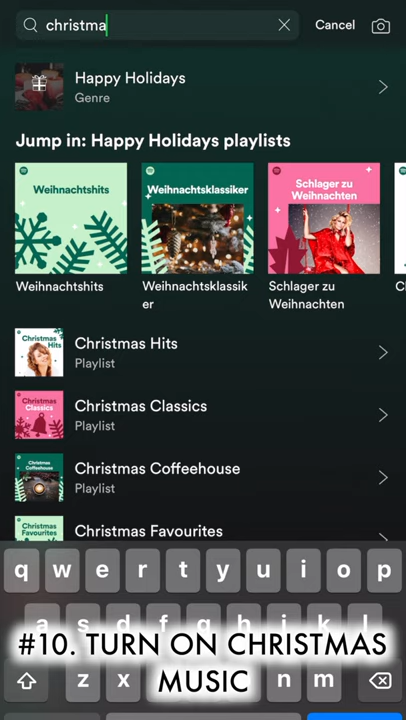 christma
Cancel
Happy Holidays
Genre
Jump in: Happy Holidays playlists
Weihnachtshits
Weihnachtsklassiker
Schlager zu
Weihnachten
Weihnachtshits
Weihnachtsklassik
er
Schlager zu
Weihnachten
Christmas
Hits
Christmas Hits
Playlist
Christmas
Classics
Christmas Classics
Playlist
Christmas
Coffeehouse
Christmas Coffeehouse
Playlist
Christmas
Favourites
Christmas Favourites
q w e r t y u i o p
a s d f g h j k l
#10. TURN ON CHRISTMAS
MUSIC
z x n m